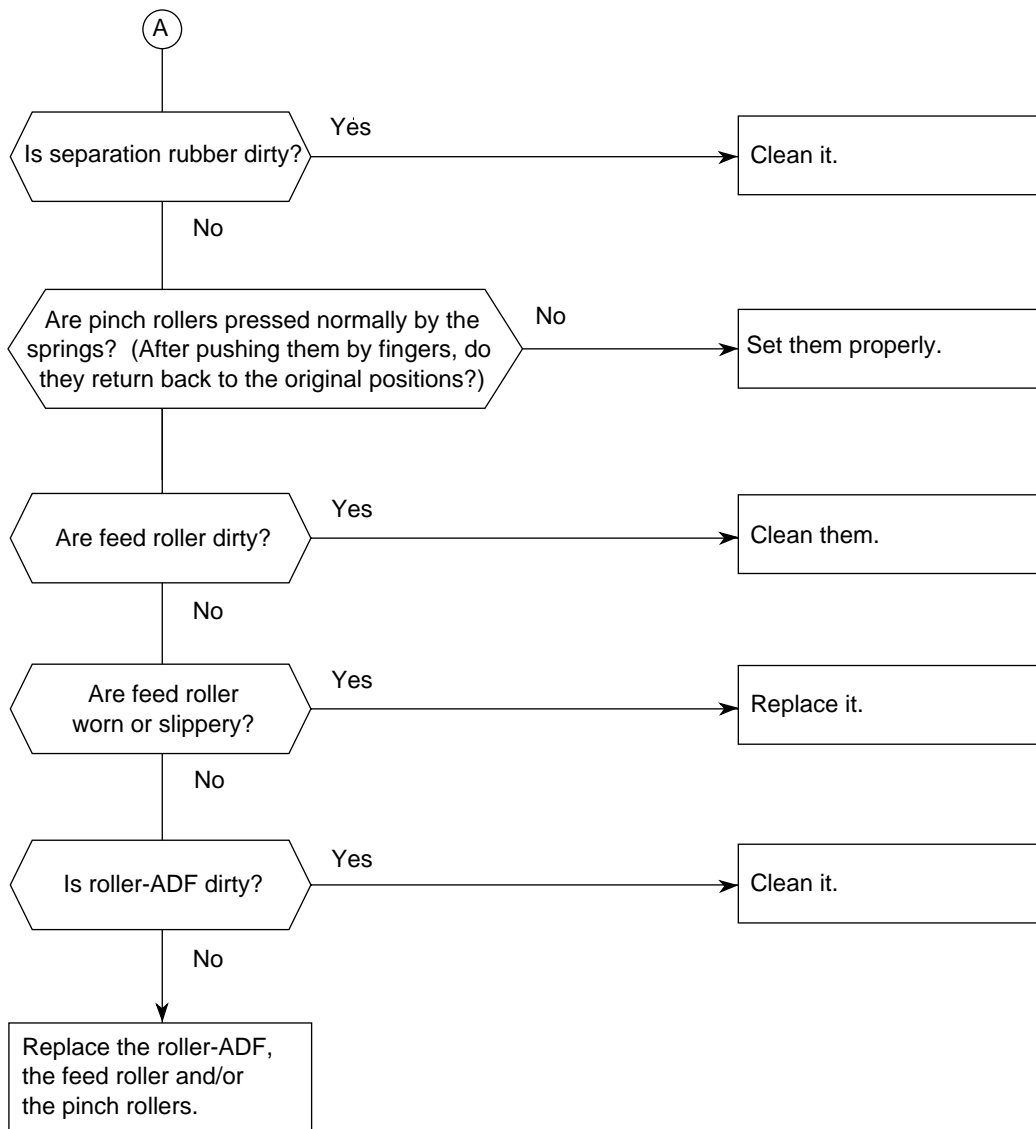 A
Is separation rubber dirty?
Yes
Clean it.
No
Are pinch rollers pressed normally by the
springs? (After pushing them by fingers, do
they return back to the original positions?)
No
Set them properly.
Are feed roller dirty?
Yes
Clean them.
No
Are feed roller
worn or slippery?
Yes
Replace it.
No
Is roller-ADF dirty?
Yes
Clean it.
No
Replace the roller-ADF,
the feed roller and/or
the pinch rollers.